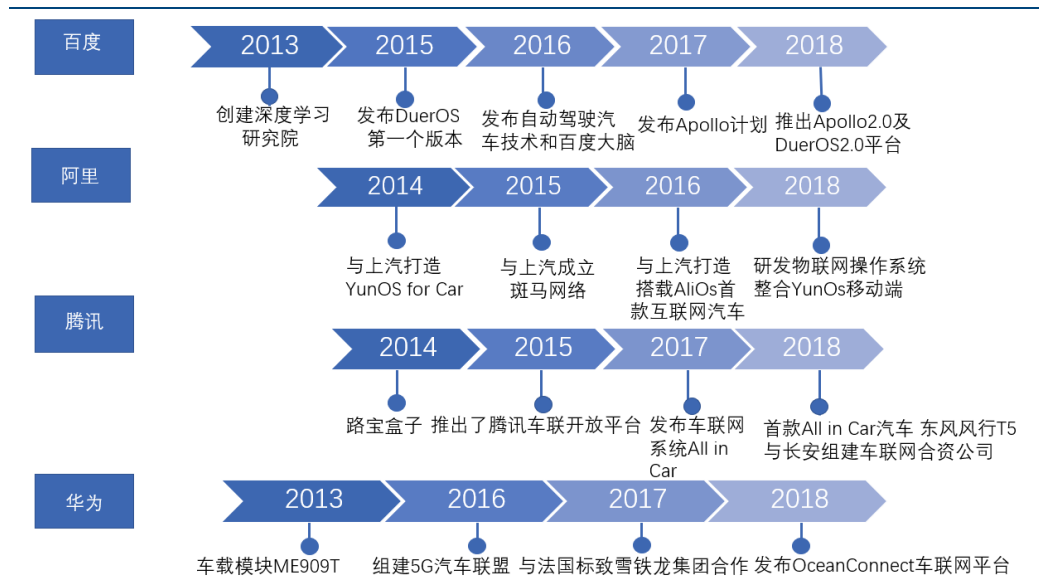 百度
2013
2015
2016
2017
2018
创建深度学习
研究院
发布DuerOS
第一个版本
发布自动驾驶汽
车技术和百度大脑
发布Apollo计划
推出Apollo2.0及
DuerOS2.0平台
阿里
2014
2015
2016
2018
与上汽打造
YunOS for Car
与上汽成立
斑马网络
与上汽打造
搭载AliOs首
款互联网汽车
研发物联网操作系统
整合YunOs移动端
腾讯
2014
2015
2017
2018
路宝盒子
推出了腾讯车联开放平台
发布车联网
系统All in
Car
首款All in Car汽车 东风风行T5
与长安组建车联网合资公司
华为
2013
2016
2017
2018
车载模块ME909T
组建5G汽车联盟
与法国标致雪铁龙集团合作
发布OceanConnect车联网平台